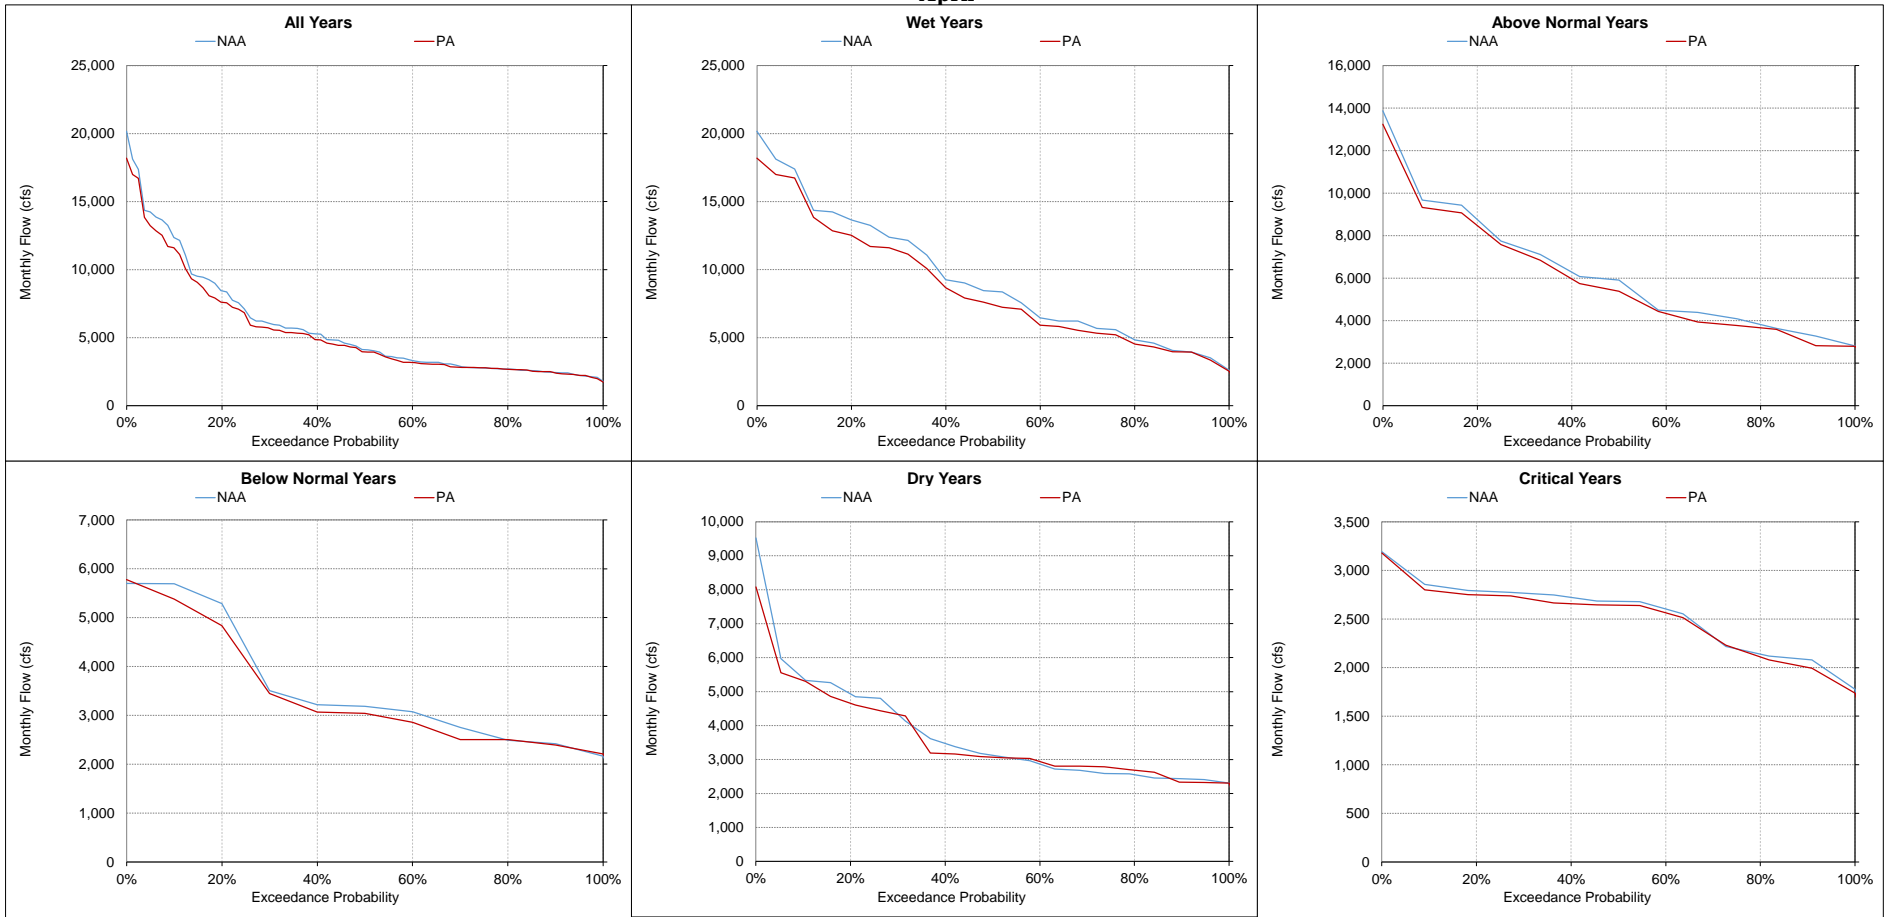 All Years
NAA PA
25,000
20,000
15,000
10,000
5,000
0
Monthly Flow (cfs)
0% 20% 40% 60% 80% 100%
Exceedance Probability
Wet Years
NAA PA
25,000
20,000
15,000
10,000
5,000
0
Monthly Flow (cfs)
0% 20% 40% 60% 80% 100%
Exceedance Probability
Above Normal Years
NAA PA
16,000
14,000
12,000
10,000
8,000
6,000
4,000
2,000
0
Monthly Flow (cfs)
0% 20% 40% 60% 80% 100%
Exceedance Probability
Below Normal Years
NAA PA
7,000
6,000
5,000
4,000
3,000
2,000
1,000
0
Monthly Flow (cfs)
0% 20% 40% 60% 80% 100%
Exceedance Probability
Dry Years
NAA PA
10,000
9,000
8,000
7,000
6,000
5,000
4,000
3,000
2,000
1,000
0
Monthly Flow (cfs)
0% 20% 40% 60% 80% 100%
Exceedance Probability
Critical Years
NAA PA
3,500
3,000
2,500
2,000
1,500
1,000
500
0
Monthly Flow (cfs)
0% 20% 40% 60% 80% 100%
Exceedance Probability